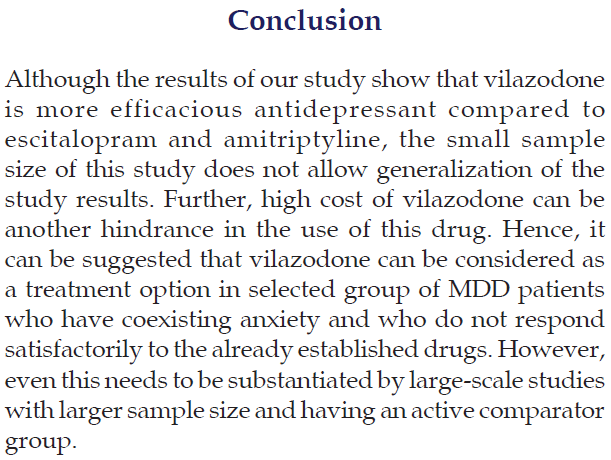 Conclusion
Although the results of our study show that vilazodone
is more efficacious antidepressant compared to
escitalopram and amitriptyline, the small sample
size of this study does not allow generalization of the
study results. Further, high cost of vilazodone can be
another hindrance in the use of this drug. Hence, it
can be suggested that vilazodone can be considered as
a treatment option in selected group of MDD patients
who have coexisting anxiety and who do not respond
satisfactorily to the already established drugs. However,
even this needs to be substantiated by large-scale studies
with larger sample size and having an active comparator
group.